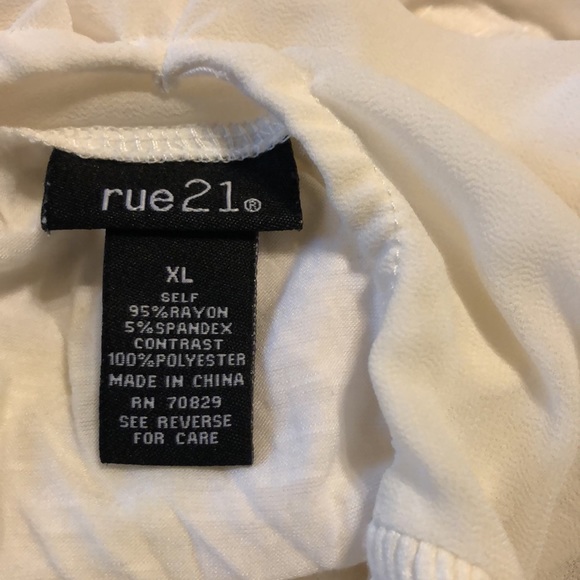 rue21®
XL
SELF
95%RAYON
5%SPANDEX
CONTRAST
100%POLYESTER
MADE IN CHINA
RN 70829
SEE REVERSE
FOR CARE